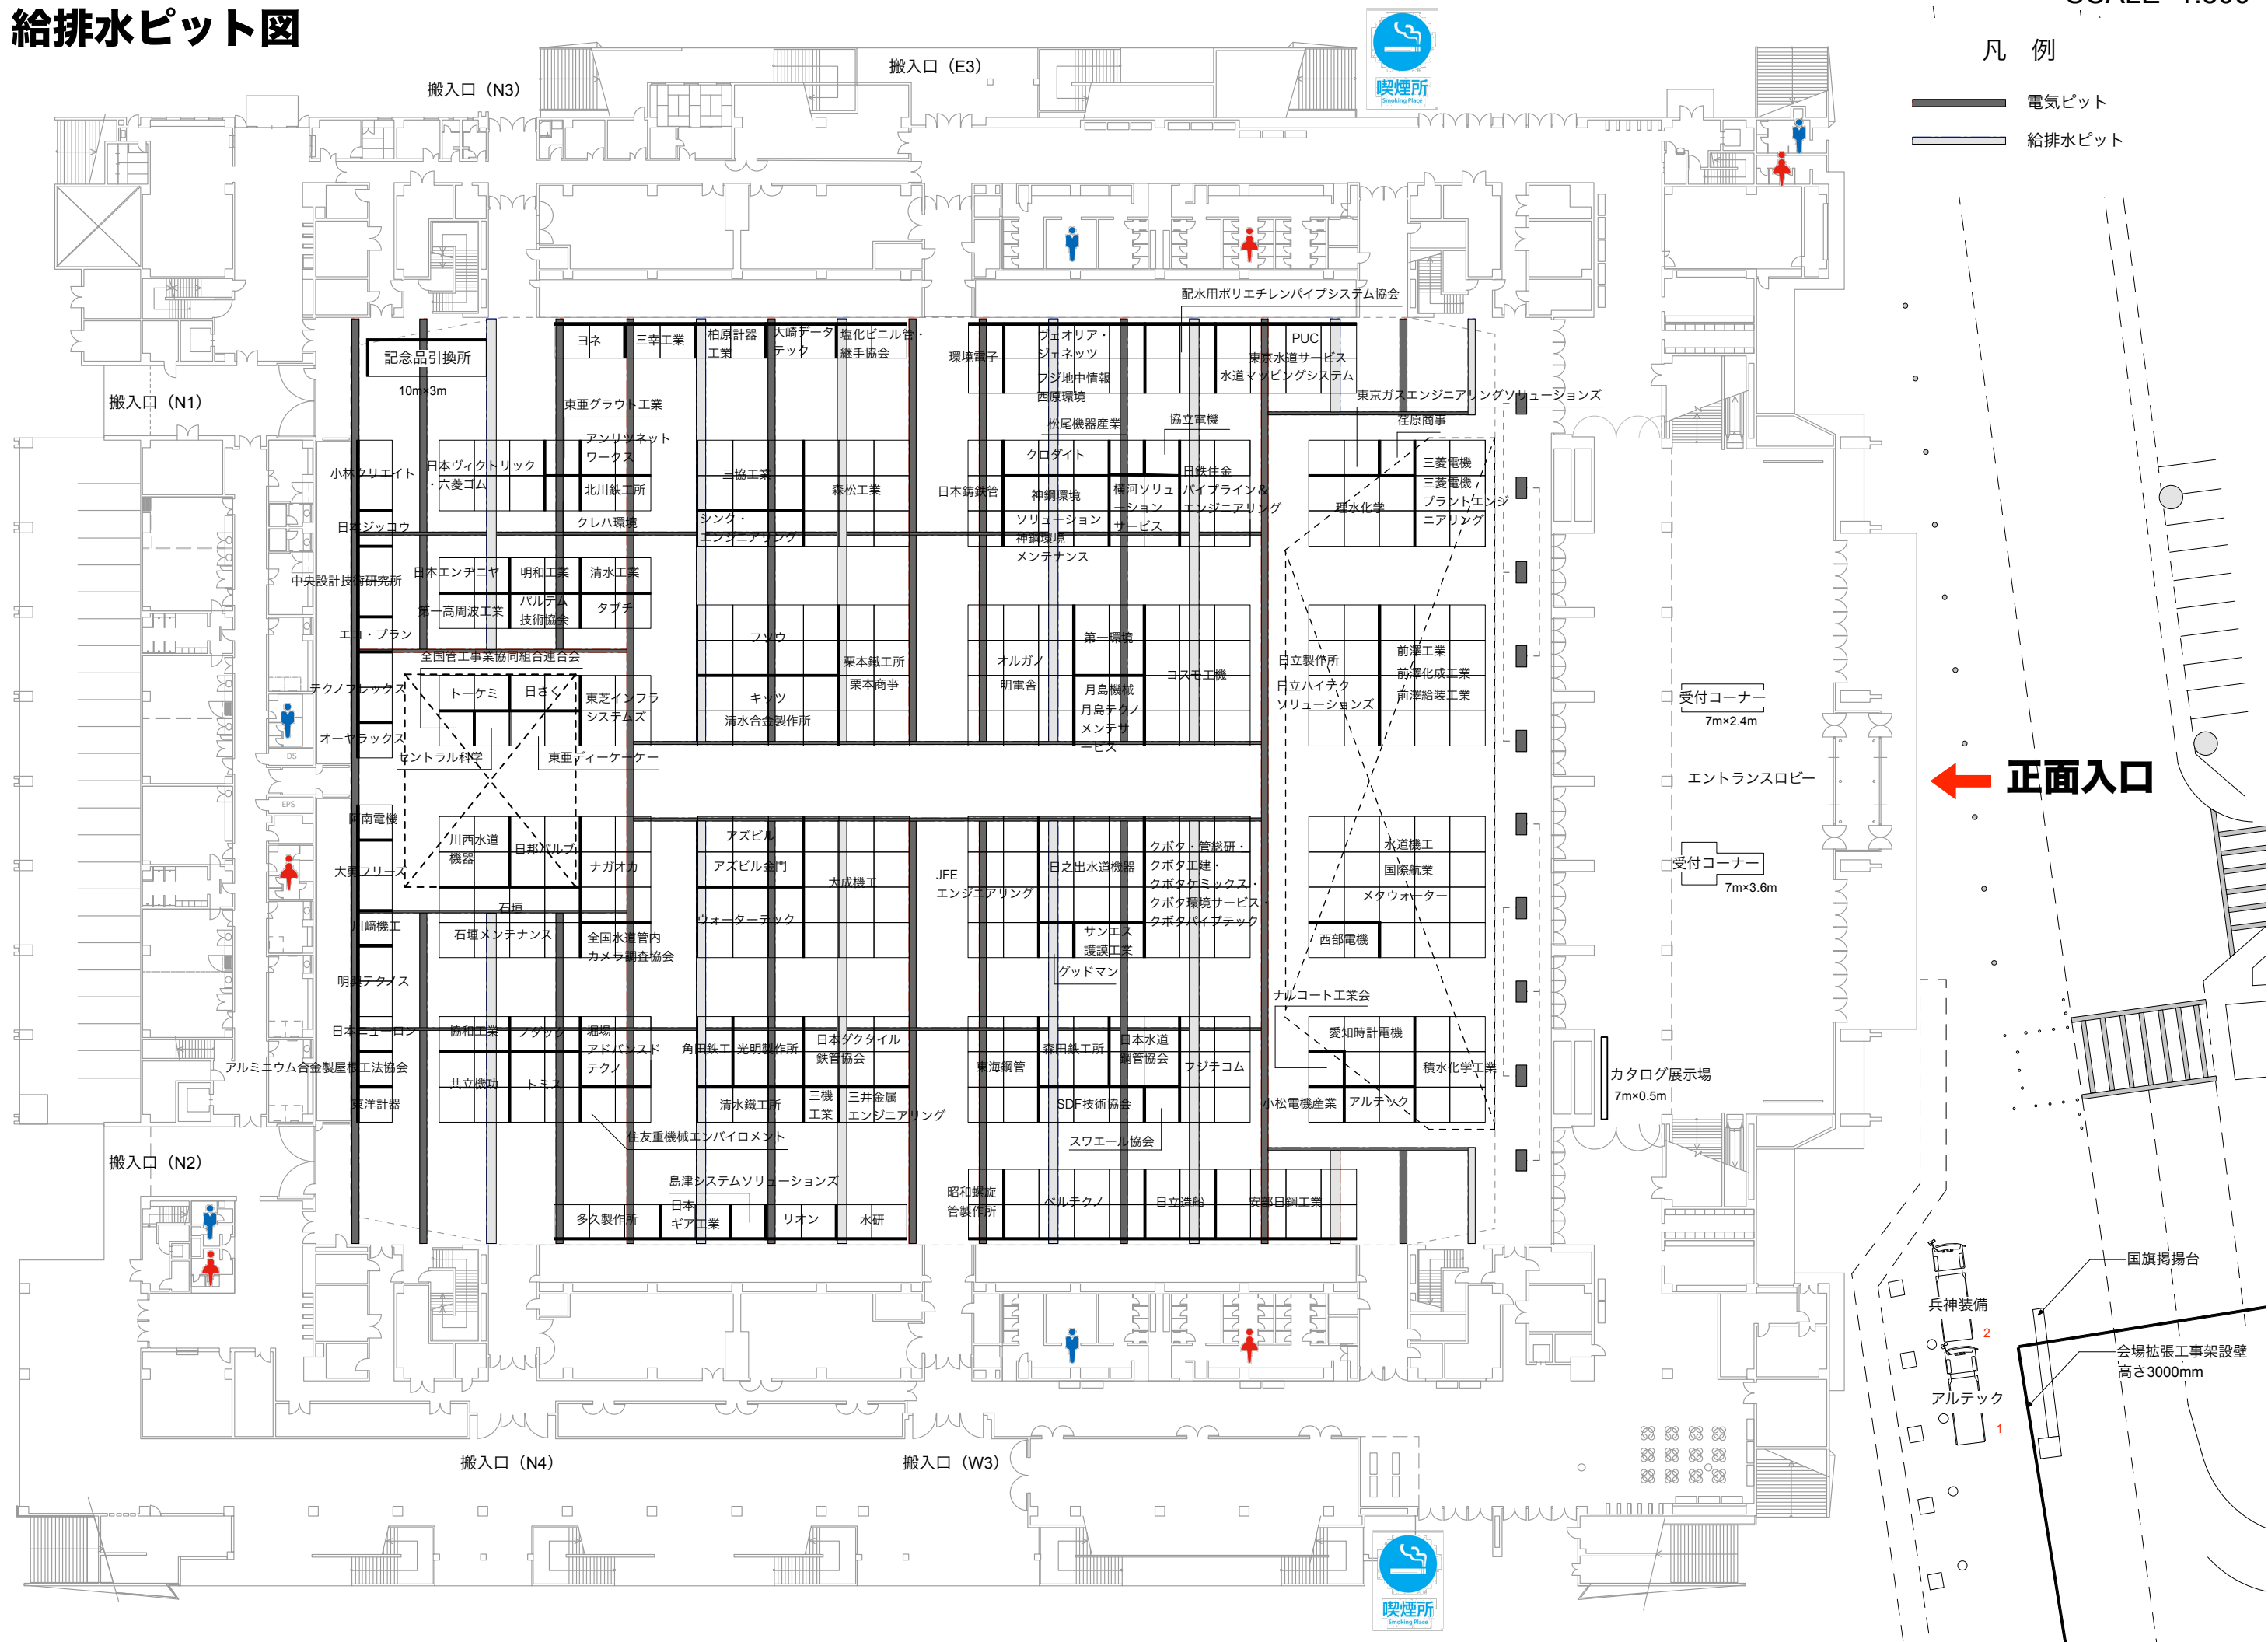 給排水ピット図
凡 例
電気ピット
給排水ピット
喫煙所
Smoking Place
搬入口（N3）
搬入口（E3）
搬入口（N1）
記念品引換所
10m×3m
ヨネ
三幸工業
柏原計器
工業
大崎データ
テック
塩化ビニル管・
継手協会
配水用ポリエチレンパイプシステム協会
環境電子
ヴェオリア・
ジェネッツ
フジ地中情報
西原環境
PUC
東京水道サービス
水道マッピングシステム
東京ガスエンジニアリングソリューションズ
荏原商事
松尾機器産業
協立電機
東亜グラウト工業
アンリツネット
ワークス
小林クリエイト
日本ヴィクトリック
・六菱ゴム
北川鉄工所
クレハ環境
三協工業
森松工業
シンク・
エンジニアリング
日本鋳鉄管
クロダイト
神鋼環境
ソリューション
神鋼環境
メンテナンス
横河ソリュ
ーション
サービス
日鉄住金
パイプライン＆
エンジニアリング
理水化学
三菱電機
三菱電機
プラントエンジ
ニアリング
日本ジッコウ
中央設計技術研究所
日本エンヂニヤ
明和工業
清水工業
第一高周波工業
パルテム
技術協会
タブチ
エコ・プラン
全国管工事業協同組合連合会
テクノフレックス
トーケミ
日さく
東芝インフラ
システムズ
オーヤラックス
セントラル科学
東亜ディーケーケー
フソウ
栗本鐵工所
栗本商事
キッツ
清水合金製作所
オルガノ
明電舎
第一環境
月島機械
月島テクノ
メンテサ
ービス
コスモ工機
日立製作所
日立ハイテク
ソリューションズ
前澤工業
前澤化成工業
前澤給装工業
受付コーナー
7m×2.4m
エントランスロビー
正面入口
受付コーナー
7m×3.6m
DS
EPS
阿南電機
大勇フリーズ
川﨑機工
明興テクノス
川西水道
機器
日邦バルブ
ナガオカ
石垣
石垣メンテナンス
全国水道管内
カメラ調査協会
アズビル
アズビル金門
ウォーターテック
大成機工
JFE
エンジニアリング
日之出水道機器
サンエス
護謨工業
グッドマン
クボタ・管総研・
クボタ工建・
クボタケミックス・
クボタ環境サービス・
クボタパイプテック
水道機工
国際航業
メタウォーター
西部電機
ナルコート工業会
日本ニューロン
アルミニウム合金製屋根工法協会
東洋計器
協和工業
ノダック
堀場
アドバンスド
テクノ
共立機巧
トミス
住友重機械エンバイロメント
角田鉄工
光明製作所
日本ダクタイル
鉄管協会
清水鐵工所
三機
工業
三井金属
エンジニアリング
東海鋼管
森田鉄工所
日本水道
鋼管協会
フジテコム
SDF技術協会
スワエール協会
愛知時計電機
積水化学工業
小松電機産業
アルテック
カタログ展示場
7m×0.5m
搬入口（N2）
島津システムソリューションズ
多久製作所
日本
ギア工業
リオン
水研
昭和螺旋
管製作所
ベルテクノ
日立造船
安部日鋼工業
国旗掲揚台
兵神装備
2
会場拡張工事架設壁
高さ3000mm
アルテック
1
搬入口（N4）
搬入口（W3）
喫煙所
Smoking Place